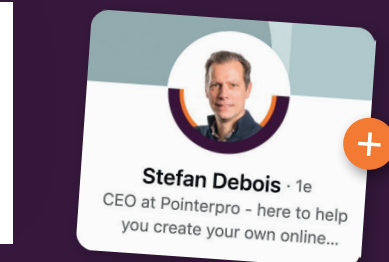 Stefan Debois · 1e
CEO at Pointerpro - here to help
you create your own online...